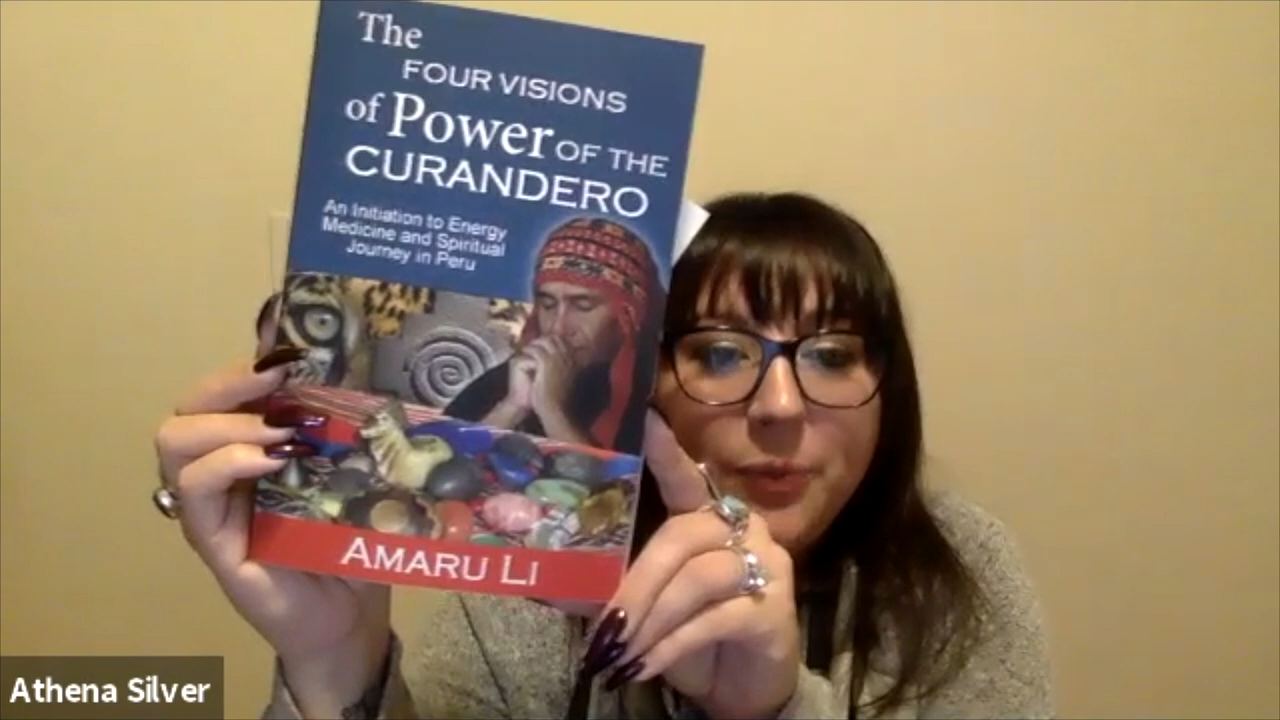 The
FOUR VISIONS
of Power OF THE
CURANDERO
An Initiation to Energy
Medicine and Spiritual
Journey in Peru
AMARU LI
Athena Silver